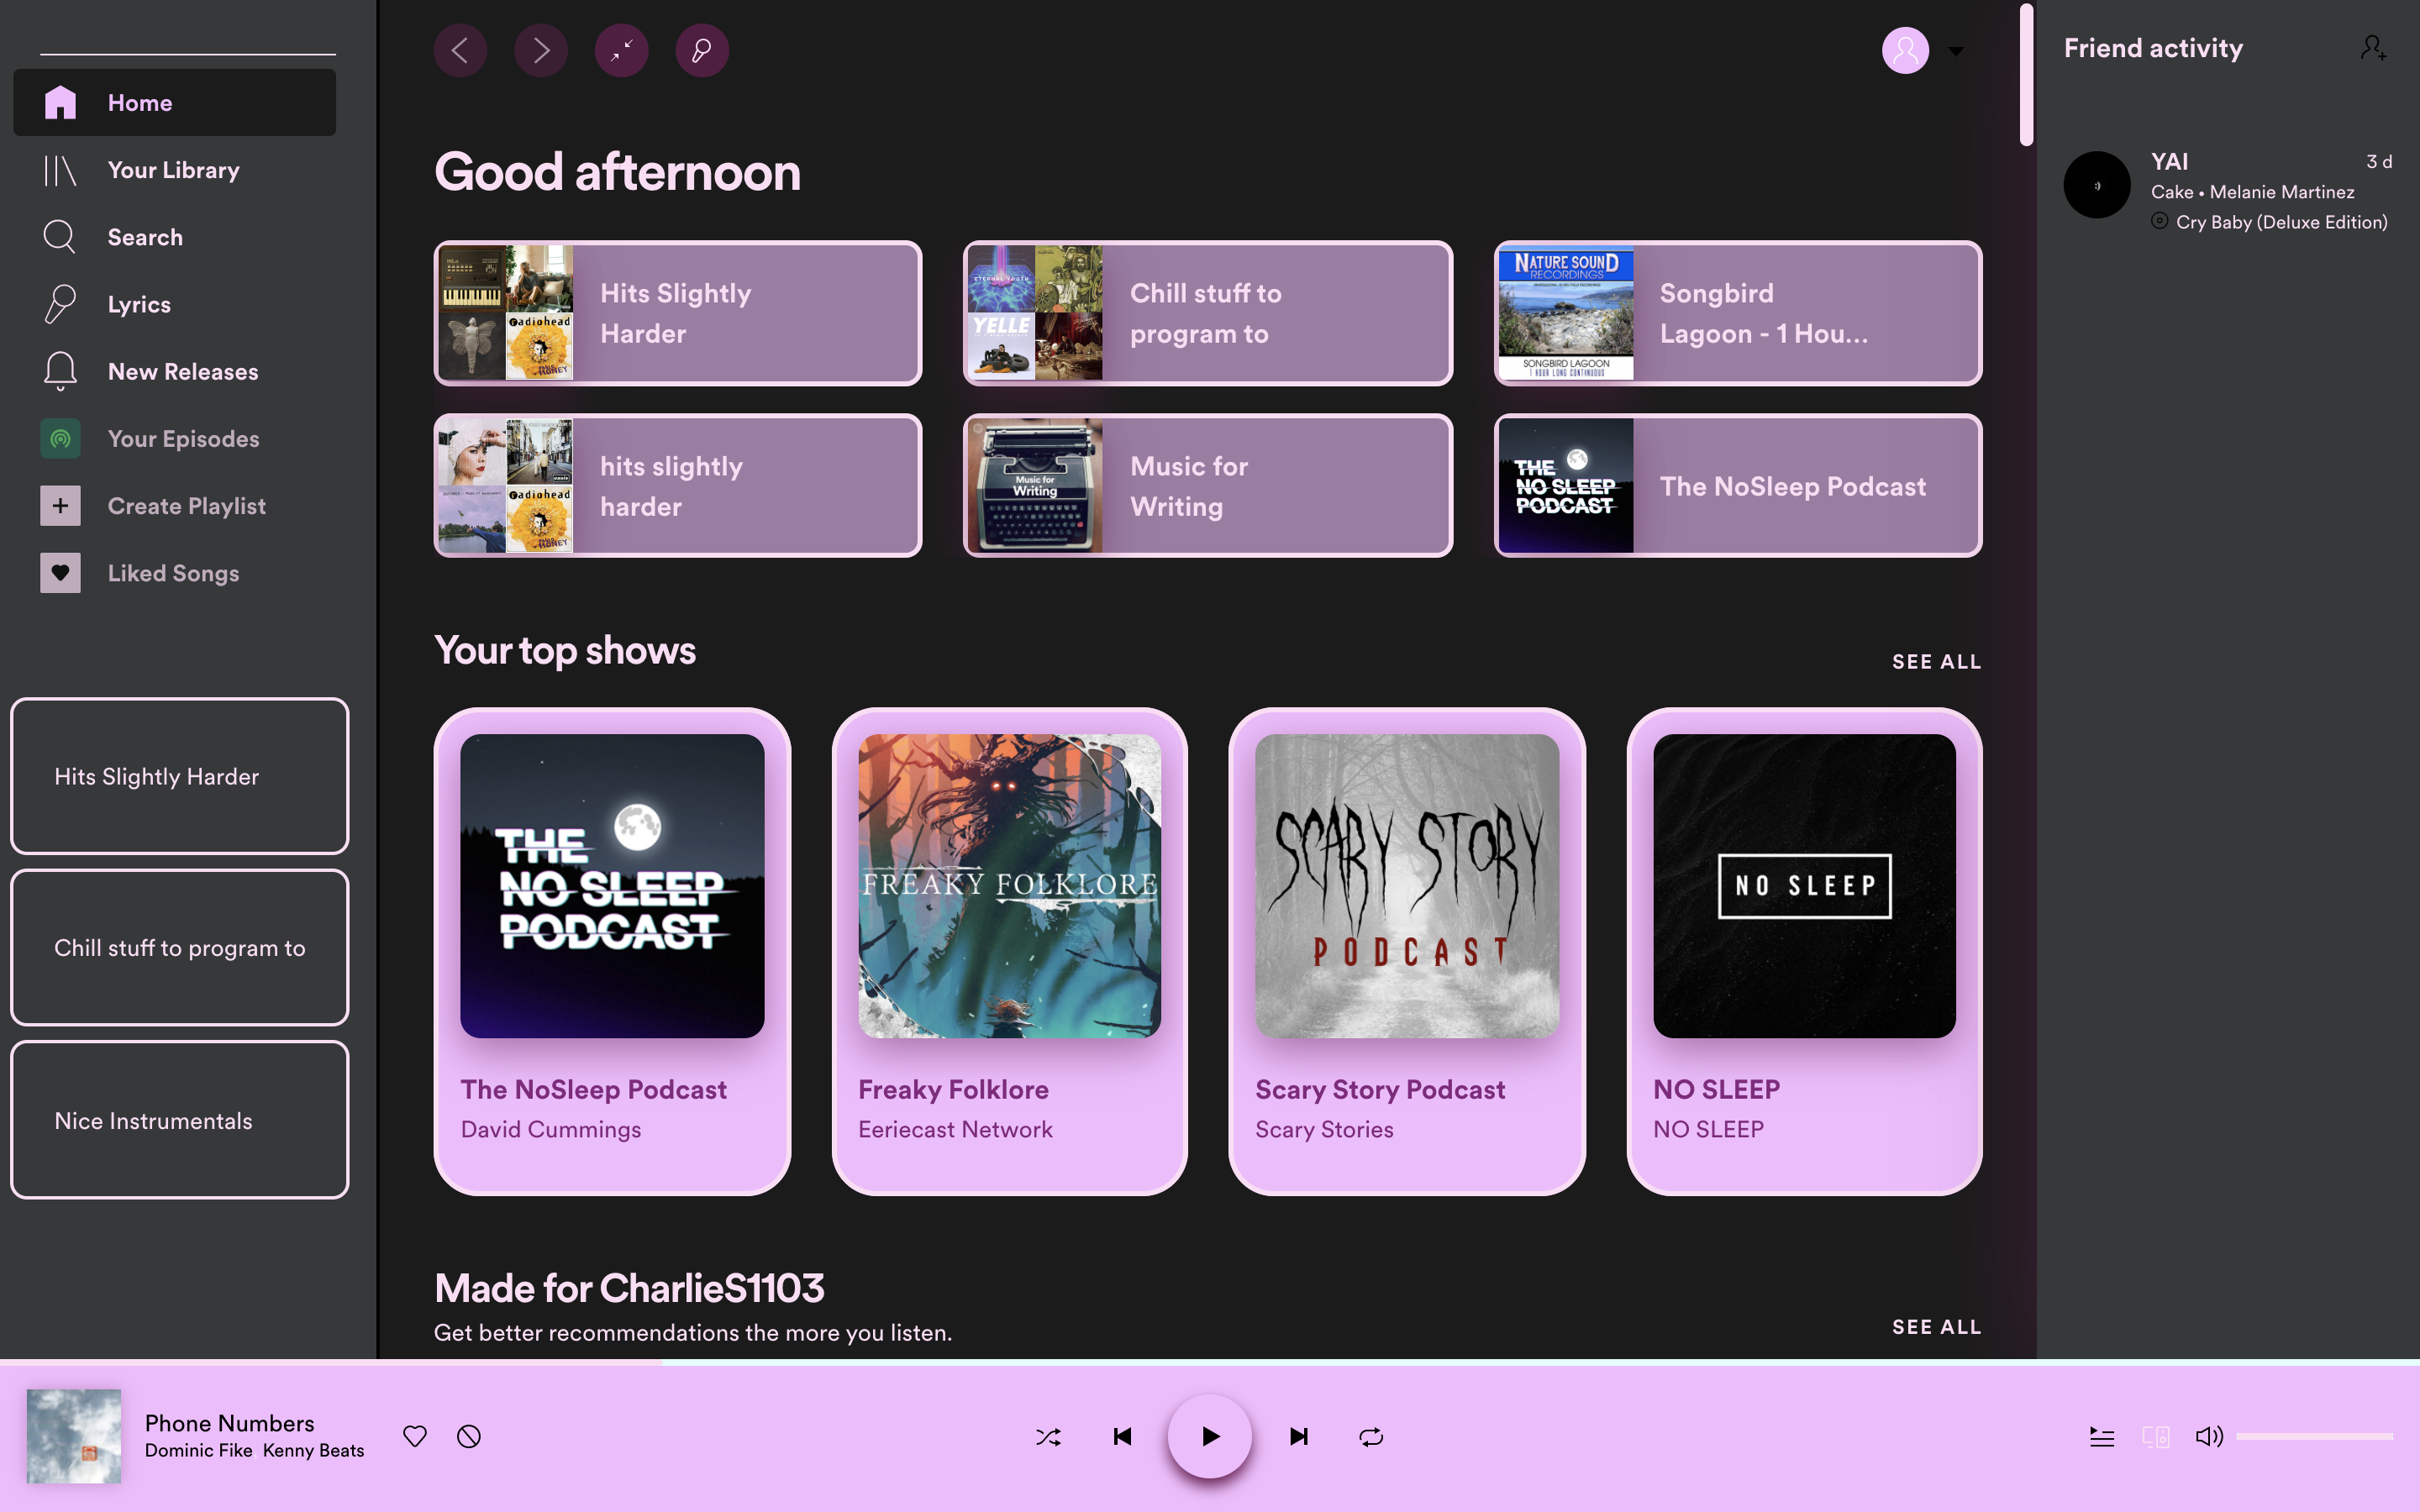 Home
Your Library
Search
Lyrics
New Releases
Your Episodes
Create Playlist
Liked Songs
Hits Slightly Harder
Chill stuff to program to
Nice Instrumentals
Good afternoon
radiohead
Hits Slightly
Harder
ETERNAL YOUTH
YELLE
Chill stuff to
program to
NATURE SOUND
RECORDINGS
SONGBIRD LAGOON
1 HOUR LONG CONTINUOUS
Songbird
Lagoon - 1 Hou...
oasis
radiohead
hits slightly
harder
Music for
Writing
Music for
Writing
THE
NO SLEEP
PODCAST
The NoSleep Podcast
Your top shows
SEE ALL
THE
NO SLEEP
PODCAST
The NoSleep Podcast
David Cummings
FREAKY FOLKLORE
Freaky Folklore
Eeriecast Network
SCARY STORY
PODCAST
Scary Story Podcast
Scary Stories
NO SLEEP
NO SLEEP
NO SLEEP
Made for CharlieS1103
Get better recommendations the more you listen.
SEE ALL
Friend activity
YAI
3 d
Cake • Melanie Martinez
Cry Baby (Deluxe Edition)
Phone Numbers
Dominic Fike Kenny Beats